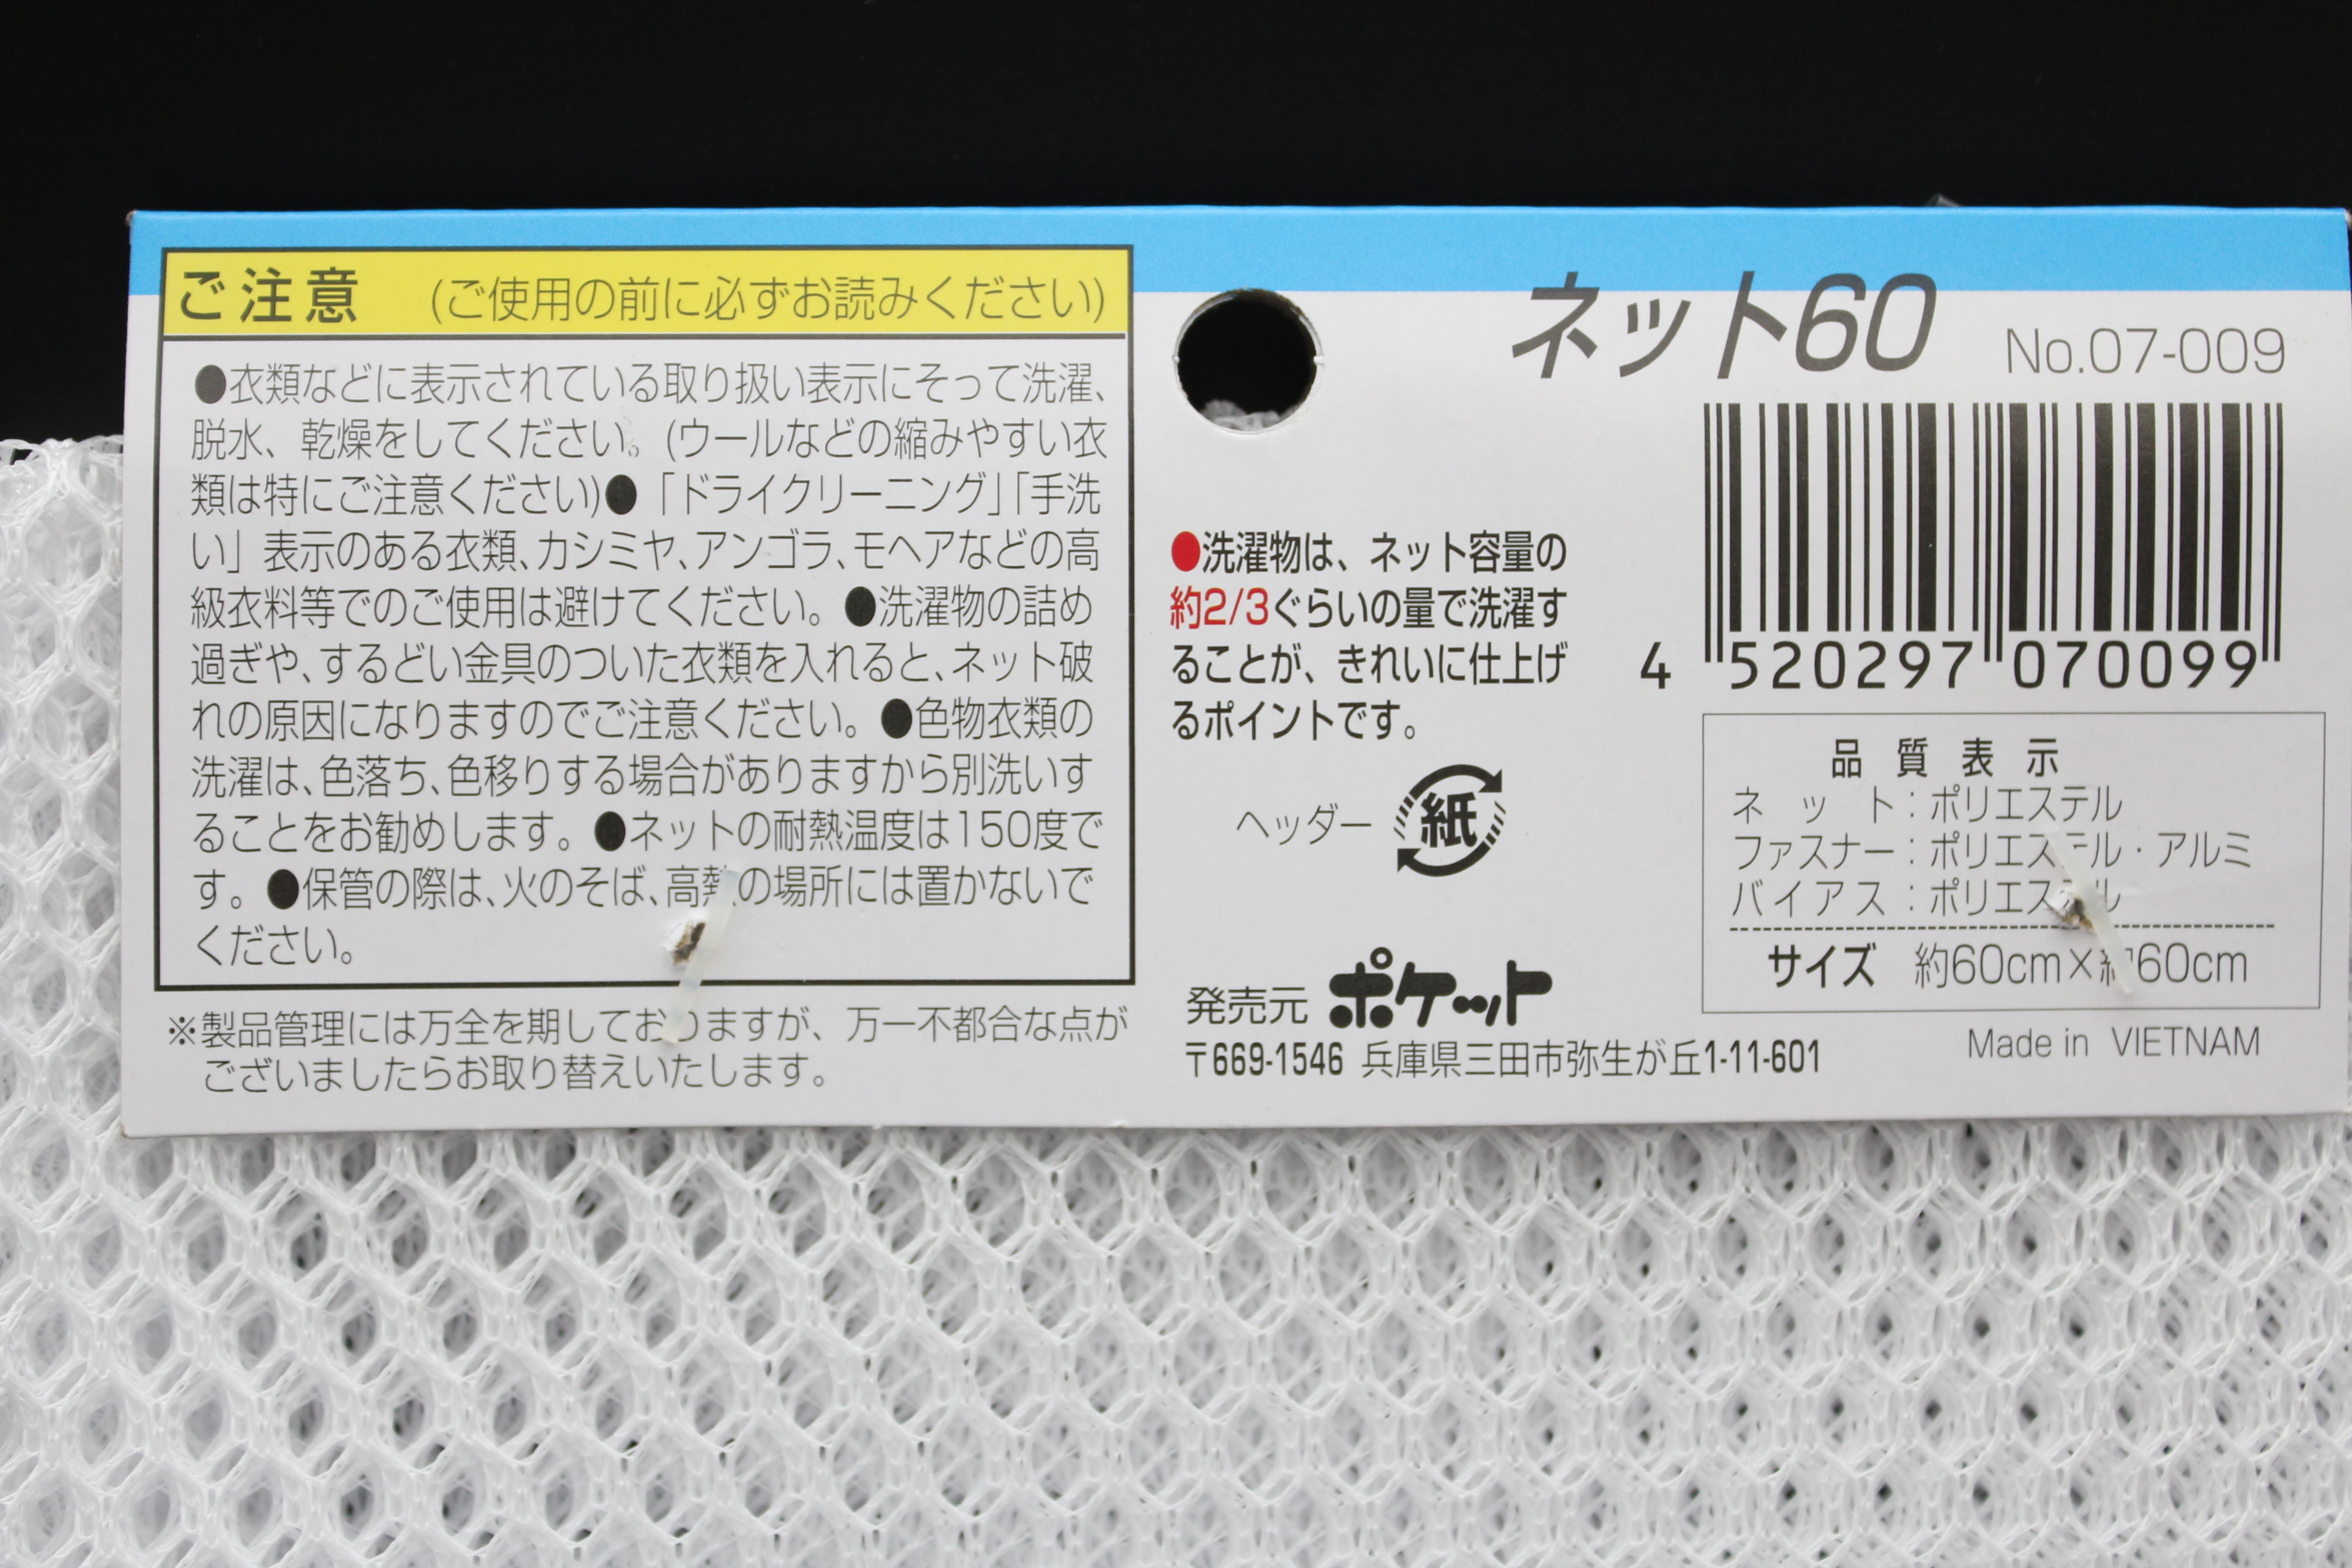 ご注意 (ご使用の前に必ずお読みください)
●衣類などに表示されている取り扱い表示にそって洗濯、
脱水、乾燥をしてください。(ウールなどの縮みやすい衣
類は特にご注意ください)●「ドライクリーニング」「手洗
い」表示のある衣類、カシミヤ、アンゴラ、モヘアなどの高
級衣料等でのご使用は避けてください。●洗濯物の詰め
過ぎや、するどい金具のついた衣類を入れると、ネット破
れの原因になりますのでご注意ください。●色物衣類の
洗濯は、色落ち、色移りする場合がありますから別洗いす
ることをお勧めします。●ネットの耐熱温度は150度で
す。●保管の際は、火のそば、高熱の場所には置かないで
ください。
※製品管理には万全を期しておりますが、万一不都合な点が
ございましたらお取り替えいたします。
●洗濯物は、ネット容量の
約2/3ぐらいの量で洗濯す
ることが、きれいに仕上げ
るポイントです。
ヘッダー 紙
発売元 ポケット
〒669-1546 兵庫県三田市弥生が丘1-11-601
ネット60 No.07-009
4 520297 070099
品質表示
ネット：ポリエステル
ファスナー：ポリエステル・アルミ
バイアス：ポリエステル
サイズ 約60cm×約60cm
Made in VIETNAM